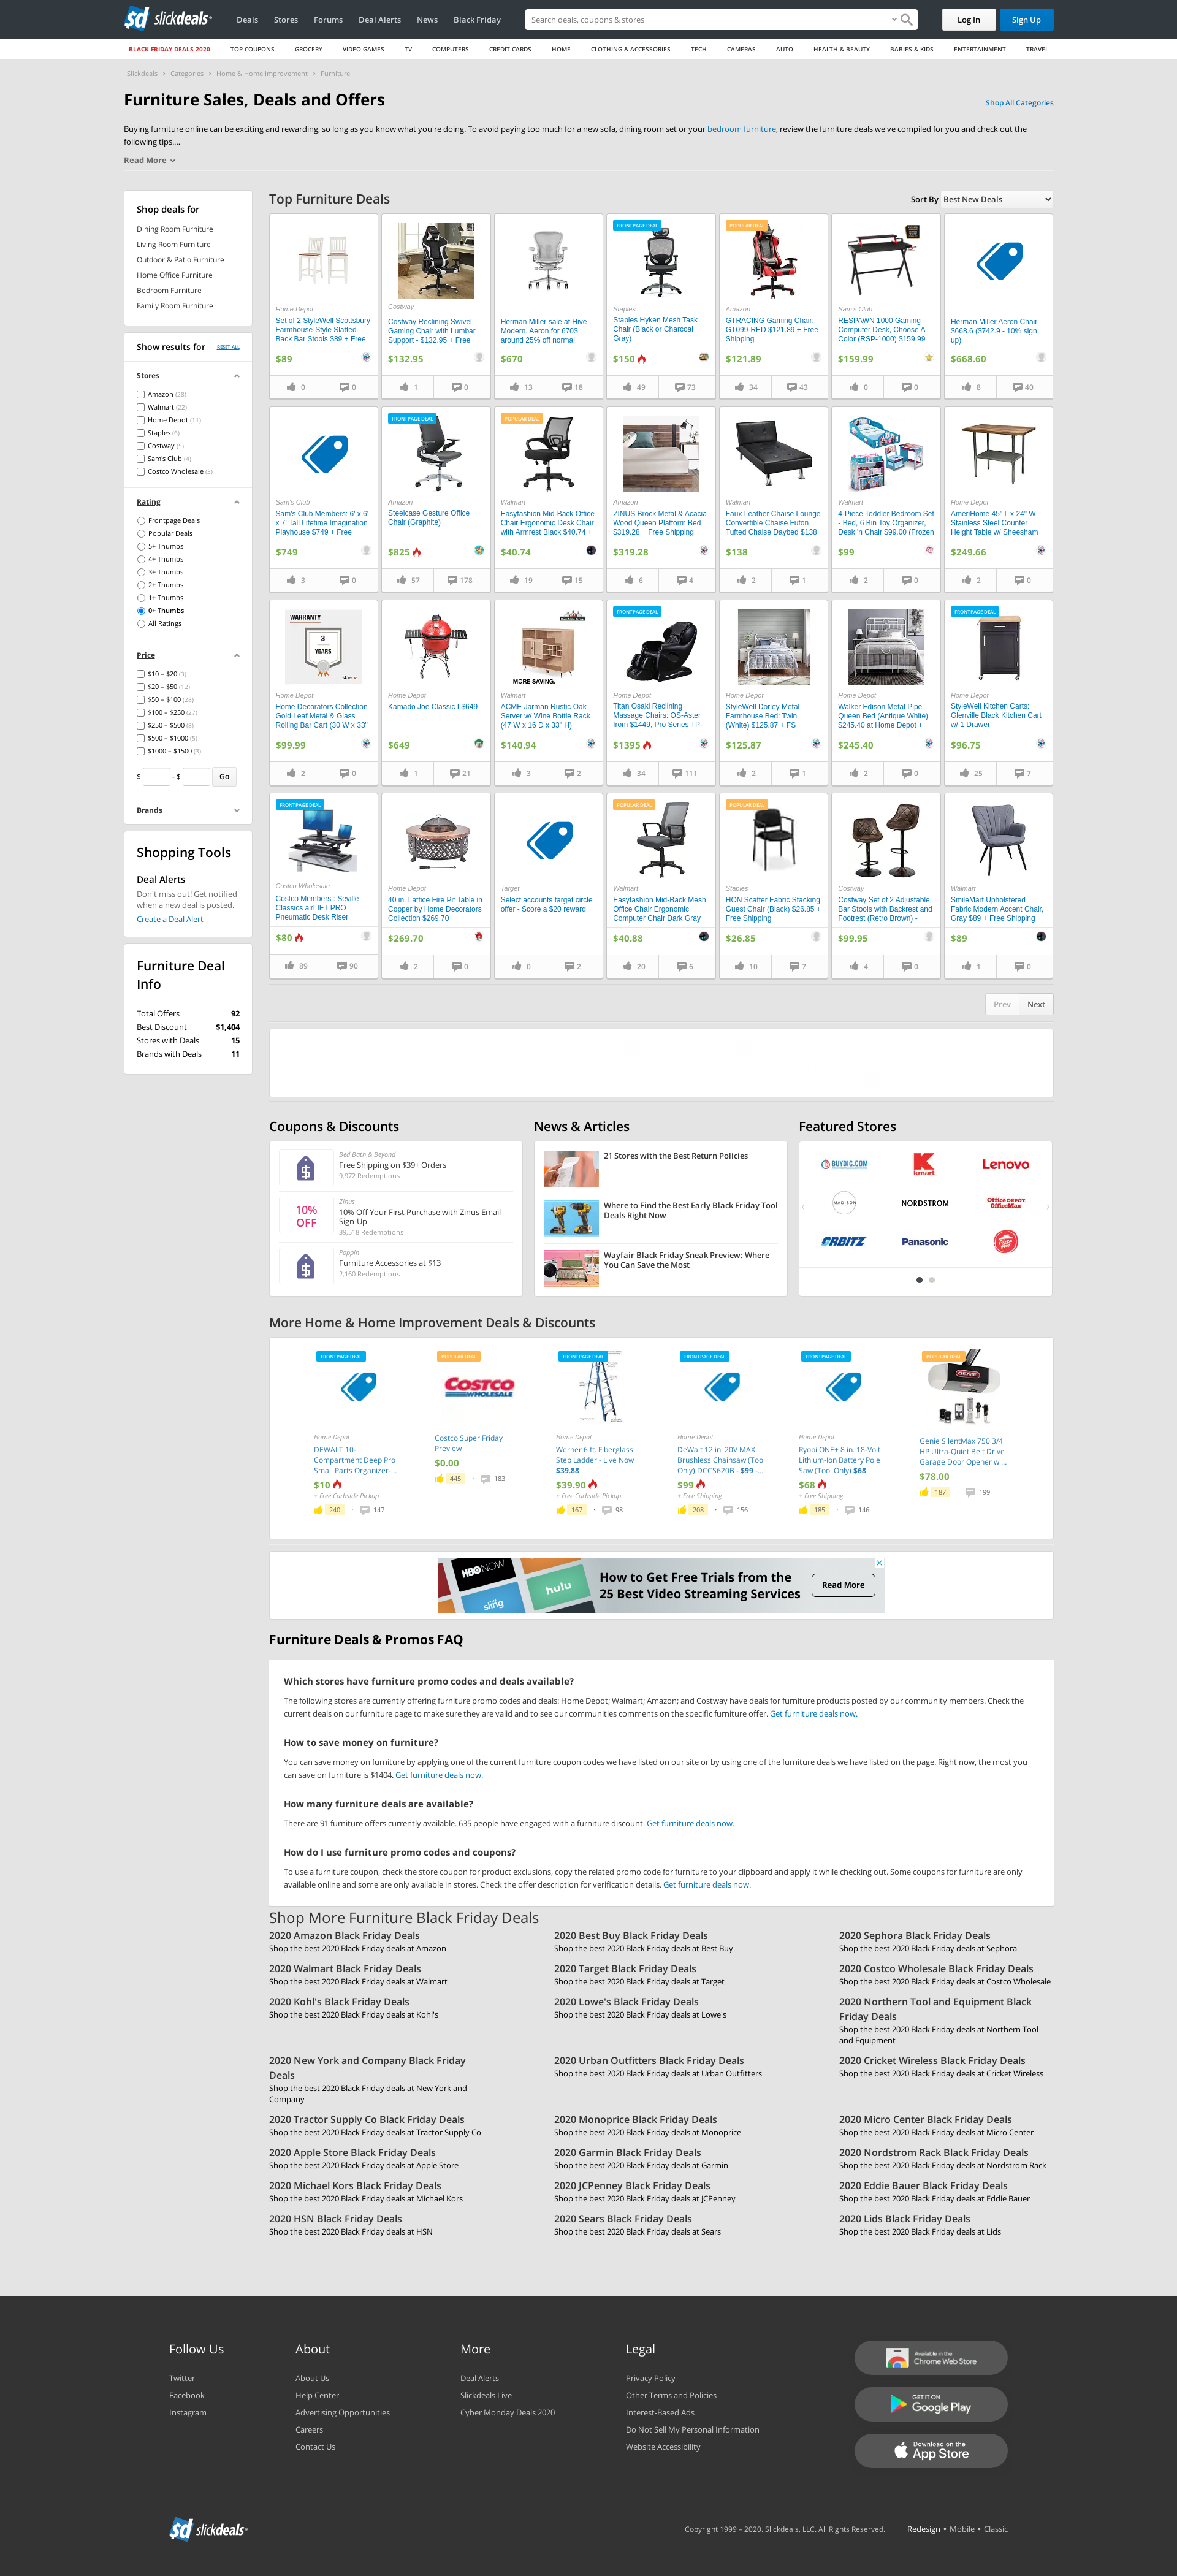 slickdeals
Deals Stores Forums Deal Alerts News Black Friday
Search deals, coupons & stores
Log In
Sign Up
BLACK FRIDAY DEALS 2020 TOP COUPONS GROCERY VIDEO GAMES TV COMPUTERS CREDIT CARDS HOME CLOTHING & ACCESSORIES TECH CAMERAS AUTO HEALTH & BEAUTY BABIES & KIDS ENTERTAINMENT TRAVEL
Slickdeals › Categories › Home & Home Improvement › Furniture
Furniture Sales, Deals and Offers
Shop All Categories
Buying furniture online can be exciting and rewarding, so long as you know what you're doing. To avoid paying too much for a new sofa, dining room set or your bedroom furniture, review the furniture deals we've compiled for you and check out the
following tips....
Read More
Shop deals for
Dining Room Furniture
Living Room Furniture
Outdoor & Patio Furniture
Home Office Furniture
Bedroom Furniture
Family Room Furniture
Show results for RESET ALL
Stores
Amazon (28)
Walmart (22)
Home Depot (11)
Staples (6)
Costway (5)
Sam's Club (4)
Costco Wholesale (3)
Rating
Frontpage Deals
Popular Deals
5+ Thumbs
4+ Thumbs
3+ Thumbs
2+ Thumbs
1+ Thumbs
0+ Thumbs
All Ratings
Price
$10 – $20 (3)
$20 – $50 (12)
$50 – $100 (28)
$100 – $250 (27)
$250 – $500 (8)
$500 – $1000 (5)
$1000 – $1500 (3)
$ - $ Go
Brands
Shopping Tools
Deal Alerts
Don't miss out! Get notified
when a new deal is posted.
Create a Deal Alert
Furniture Deal
Info
Total Offers 92
Best Discount $1,404
Stores with Deals 15
Brands with Deals 11
Top Furniture Deals
Sort By Best New Deals
Home Depot
Set of 2 StyleWell Scottsbury
Farmhouse-Style Slatted-
Back Bar Stools $89 + Free
$89
0 0
Costway
Costway Reclining Swivel
Gaming Chair with Lumbar
Support - $132.95 + Free
$132.95
1 0
Herman Miller sale at Hive
Modern. Aeron for 670$,
around 25% off normal
$670
13 18
FRONTPAGE DEAL
Staples
Staples Hyken Mesh Task
Chair (Black or Charcoal
Gray)
$150
49 73
POPULAR DEAL
Amazon
GTRACING Gaming Chair:
GT099-RED $121.89 + Free
Shipping
$121.89
34 43
Sam's Club
RESPAWN 1000 Gaming
Computer Desk, Choose A
Color (RSP-1000) $159.99
$159.99
0 0
Herman Miller Aeron Chair
$668.6 ($742.9 - 10% sign
up)
$668.60
8 40
Sam's Club
Sam's Club Members: 6' x 6'
x 7' Tall Lifetime Imagination
Playhouse $749 + Free
$749
3 0
FRONTPAGE DEAL
Amazon
Steelcase Gesture Office
Chair (Graphite)
$825
57 178
POPULAR DEAL
Walmart
Easyfashion Mid-Back Office
Chair Ergonomic Desk Chair
with Armrest Black $40.74 +
$40.74
19 15
Amazon
ZINUS Brock Metal & Acacia
Wood Queen Platform Bed
$319.28 + Free Shipping
$319.28
6 4
Walmart
Faux Leather Chaise Lounge
Convertible Chaise Futon
Tufted Chaise Daybed $138
$138
2 1
Walmart
4-Piece Toddler Bedroom Set
- Bed, 6 Bin Toy Organizer,
Desk 'n Chair $99.00 (Frozen
$99
2 0
Home Depot
AmeriHome 45" L x 24" W
Stainless Steel Counter
Height Table W/ Sheesham
$249.66
2 0
WARRANTY
3
YEARS
More
Home Depot
Home Decorators Collection
Gold Leaf Metal & Glass
Rolling Bar Cart (30 W x 33"
$99.99
2 0
Home Depot
Kamado Joe Classic I $649
$649
1 21
MORE SAVING.
Walmart
ACME Jarman Rustic Oak
Server w/ Wine Bottle Rack
(47 W x 16 D x 33" H)
$140.94
3 2
FRONTPAGE DEAL
Home Depot
Titan Osaki Reclining
Massage Chairs: OS-Aster
from $1449, Pro Series TP-
$1395
34 111
Home Depot
StyleWell Dorley Metal
Farmhouse Bed: Twin
(White) $125.87 + FS
$125.87
2 1
Home Depot
Walker Edison Metal Pipe
Queen Bed (Antique White)
$245.40 at Home Depot +
$245.40
2 0
FRONTPAGE DEAL
Home Depot
StyleWell Kitchen Carts:
Glenville Black Kitchen Cart
w/ 1 Drawer
$96.75
25 7
FRONTPAGE DEAL
Costco Wholesale
Costco Members : Seville
Classics airLIFT PRO
Pneumatic Desk Riser
$80
89 90
Home Depot
40 in. Lattice Fire Pit Table in
Copper by Home Decorators
Collection $269.70
$269.70
2 0
Target
Select accounts target circle
offer - Score a $20 reward
0 2
POPULAR DEAL
Walmart
Easyfashion Mid-Back Mesh
Office Chair Ergonomic
Computer Chair Dark Gray
$40.88
20 6
POPULAR DEAL
Staples
HON Scatter Fabric Stacking
Guest Chair (Black) $26.85 +
Free Shipping
$26.85
10 7
Costway
Costway Set of 2 Adjustable
Bar Stools with Backrest and
Footrest (Retro Brown) -
$99.95
4 0
Walmart
SmileMart Upholstered
Fabric Modern Accent Chair,
Gray $89 + Free Shipping
$89
1 0
Prev Next
Coupons & Discounts
Bed Bath & Beyond
Free Shipping on $39+ Orders
9,972 Redemptions
10%
OFF
Zinus
10% Off Your First Purchase with Zinus Email
Sign-Up
39,518 Redemptions
Poppin
Furniture Accessories at $13
2,160 Redemptions
News & Articles
21 Stores with the Best Return Policies
Where to Find the Best Early Black Friday Tool
Deals Right Now
Wayfair Black Friday Sneak Preview: Where
You Can Save the Most
Featured Stores
BUYDIG.COM
kmart
Lenovo
MADISON
NORDSTROM
Office DEPOT
OfficeMax
ORBITZ
Panasonic
Pizza Hut
More Home & Home Improvement Deals & Discounts
FRONTPAGE DEAL
Home Depot
DEWALT 10-
Compartment Deep Pro
Small Parts Organizer-...
$10
+ Free Curbside Pickup
240 147
POPULAR DEAL
COSTCO
WHOLESALE
Costco Super Friday
Preview
$0.00
445 183
FRONTPAGE DEAL
Home Depot
Werner 6 ft. Fiberglass
Step Ladder - Live Now
$39.88
$39.90
+ Free Curbside Pickup
167 98
FRONTPAGE DEAL
Home Depot
DeWalt 12 in. 20V MAX
Brushless Chainsaw (Tool
Only) DCCS620B - $99 -...
$99
+ Free Shipping
208 156
FRONTPAGE DEAL
Home Depot
Ryobi ONE+ 8 in. 18-Volt
Lithium-Ion Battery Pole
Saw (Tool Only) $68
$68
+ Free Shipping
185 146
POPULAR DEAL
GENIE
Genie SilentMax 750 3/4
HP Ultra-Quiet Belt Drive
Garage Door Opener wi...
$78.00
187 199
HBO NOW
sling
hulu
How to Get Free Trials from the
25 Best Video Streaming Services
Read More
Furniture Deals & Promos FAQ
Which stores have furniture promo codes and deals available?
The following stores are currently offering furniture promo codes and deals: Home Depot; Walmart; Amazon; and Costway have deals for furniture products posted by our community members. Check the
current deals on our furniture page to make sure they are valid and to see our communities comments on the specific furniture offer. Get furniture deals now.
How to save money on furniture?
You can save money on furniture by applying one of the current furniture coupon codes we have listed on our site or by using one of the furniture deals we have listed on the page. Right now, the most you
can save on furniture is $1404. Get furniture deals now.
How many furniture deals are available?
There are 91 furniture offers currently available. 635 people have engaged with a furniture discount. Get furniture deals now.
How do I use furniture promo codes and coupons?
To use a furniture coupon, check the store coupon for product exclusions, copy the related promo code for furniture to your clipboard and apply it while checking out. Some coupons for furniture are only
available online and some are only available in stores. Check the offer description for verification details. Get furniture deals now.
Shop More Furniture Black Friday Deals
2020 Amazon Black Friday Deals
Shop the best 2020 Black Friday deals at Amazon
2020 Best Buy Black Friday Deals
Shop the best 2020 Black Friday deals at Best Buy
2020 Sephora Black Friday Deals
Shop the best 2020 Black Friday deals at Sephora
2020 Walmart Black Friday Deals
Shop the best 2020 Black Friday deals at Walmart
2020 Target Black Friday Deals
Shop the best 2020 Black Friday deals at Target
2020 Costco Wholesale Black Friday Deals
Shop the best 2020 Black Friday deals at Costco Wholesale
2020 Kohl's Black Friday Deals
Shop the best 2020 Black Friday deals at Kohl's
2020 Lowe's Black Friday Deals
Shop the best 2020 Black Friday deals at Lowe's
2020 Northern Tool and Equipment Black
Friday Deals
Shop the best 2020 Black Friday deals at Northern Tool
and Equipment
2020 New York and Company Black Friday
Deals
Shop the best 2020 Black Friday deals at New York and
Company
2020 Urban Outfitters Black Friday Deals
Shop the best 2020 Black Friday deals at Urban Outfitters
2020 Cricket Wireless Black Friday Deals
Shop the best 2020 Black Friday deals at Cricket Wireless
2020 Tractor Supply Co Black Friday Deals
Shop the best 2020 Black Friday deals at Tractor Supply Co
2020 Monoprice Black Friday Deals
Shop the best 2020 Black Friday deals at Monoprice
2020 Micro Center Black Friday Deals
Shop the best 2020 Black Friday deals at Micro Center
2020 Apple Store Black Friday Deals
Shop the best 2020 Black Friday deals at Apple Store
2020 Garmin Black Friday Deals
Shop the best 2020 Black Friday deals at Garmin
2020 Nordstrom Rack Black Friday Deals
Shop the best 2020 Black Friday deals at Nordstrom Rack
2020 Michael Kors Black Friday Deals
Shop the best 2020 Black Friday deals at Michael Kors
2020 JCPenney Black Friday Deals
Shop the best 2020 Black Friday deals at JCPenney
2020 Eddie Bauer Black Friday Deals
Shop the best 2020 Black Friday deals at Eddie Bauer
2020 HSN Black Friday Deals
Shop the best 2020 Black Friday deals at HSN
2020 Sears Black Friday Deals
Shop the best 2020 Black Friday deals at Sears
2020 Lids Black Friday Deals
Shop the best 2020 Black Friday deals at Lids
Follow Us
Twitter
Facebook
Instagram
About
About Us
Help Center
Advertising Opportunities
Careers
Contact Us
More
Deal Alerts
Slickdeals Live
Cyber Monday Deals 2020
Legal
Privacy Policy
Other Terms and Policies
Interest-Based Ads
Do Not Sell My Personal Information
Website Accessibility
Available in the
Chrome Web Store
GET IT ON
Google Play
Download on the
App Store
slickdeals
Copyright 1999 – 2020. Slickdeals, LLC. All Rights Reserved.
Redesign • Mobile • Classic